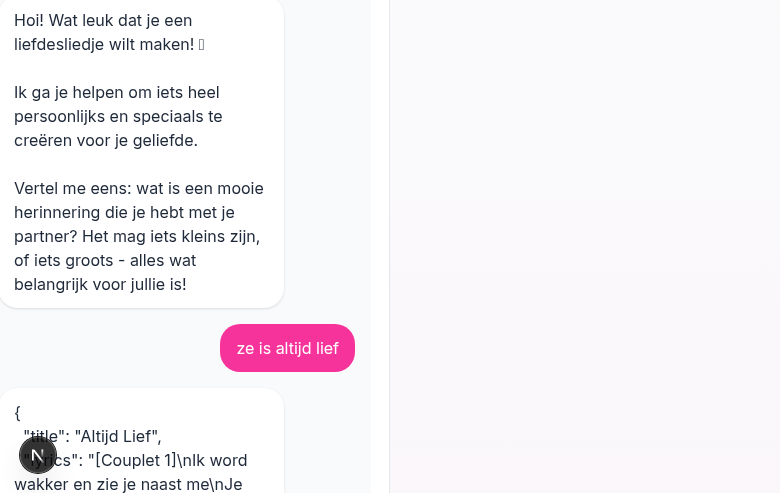 Hoi! Wat leuk dat je een
liefdesliedje wilt maken! 
Ik ga je helpen om iets heel
persoonlijks en speciaals te
creëren voor je geliefde.
Vertel me eens: wat is een mooie
herinnering die je hebt met je
partner? Het mag iets kleins zijn,
of iets groots - alles wat
belangrijk voor jullie is!
ze is altijd lief
{
"title": "Altijd Lief",
"lyrics": "[Couplet 1]\nIk word
N
wakker en zie je naast me\nJe